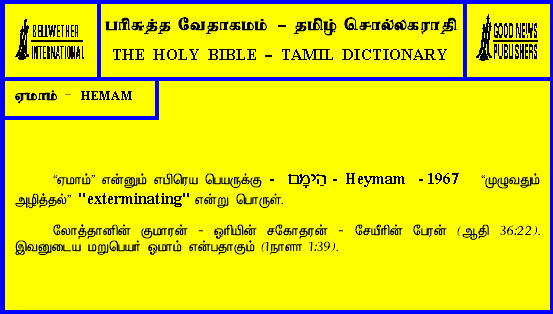 BELLWETHER
INTERNATIONAL
பரிசுத்த வேதாகமம் - தமிழ் சொல்லகராதி
THE HOLY BIBLE – TAMIL DICTIONARY
GOOD NEWS
PUBLISHERS
ஏமாம் - HEMAM
“ஏமாம்” என்னும் எபிரெய பெயருக்கு - הימם - Heymam - 1967 “முழுவதும்
அழித்தல்” "exterminating" என்று பொருள்.
லோத்தானின் குமாரன் - ஓரியின் சகோதரன் - சேயீரின் பேரன் (ஆதி 36:22).
இவனுடைய மறுபெயர் ஓமாம் என்பதாகும் (1நாளா 1:39).